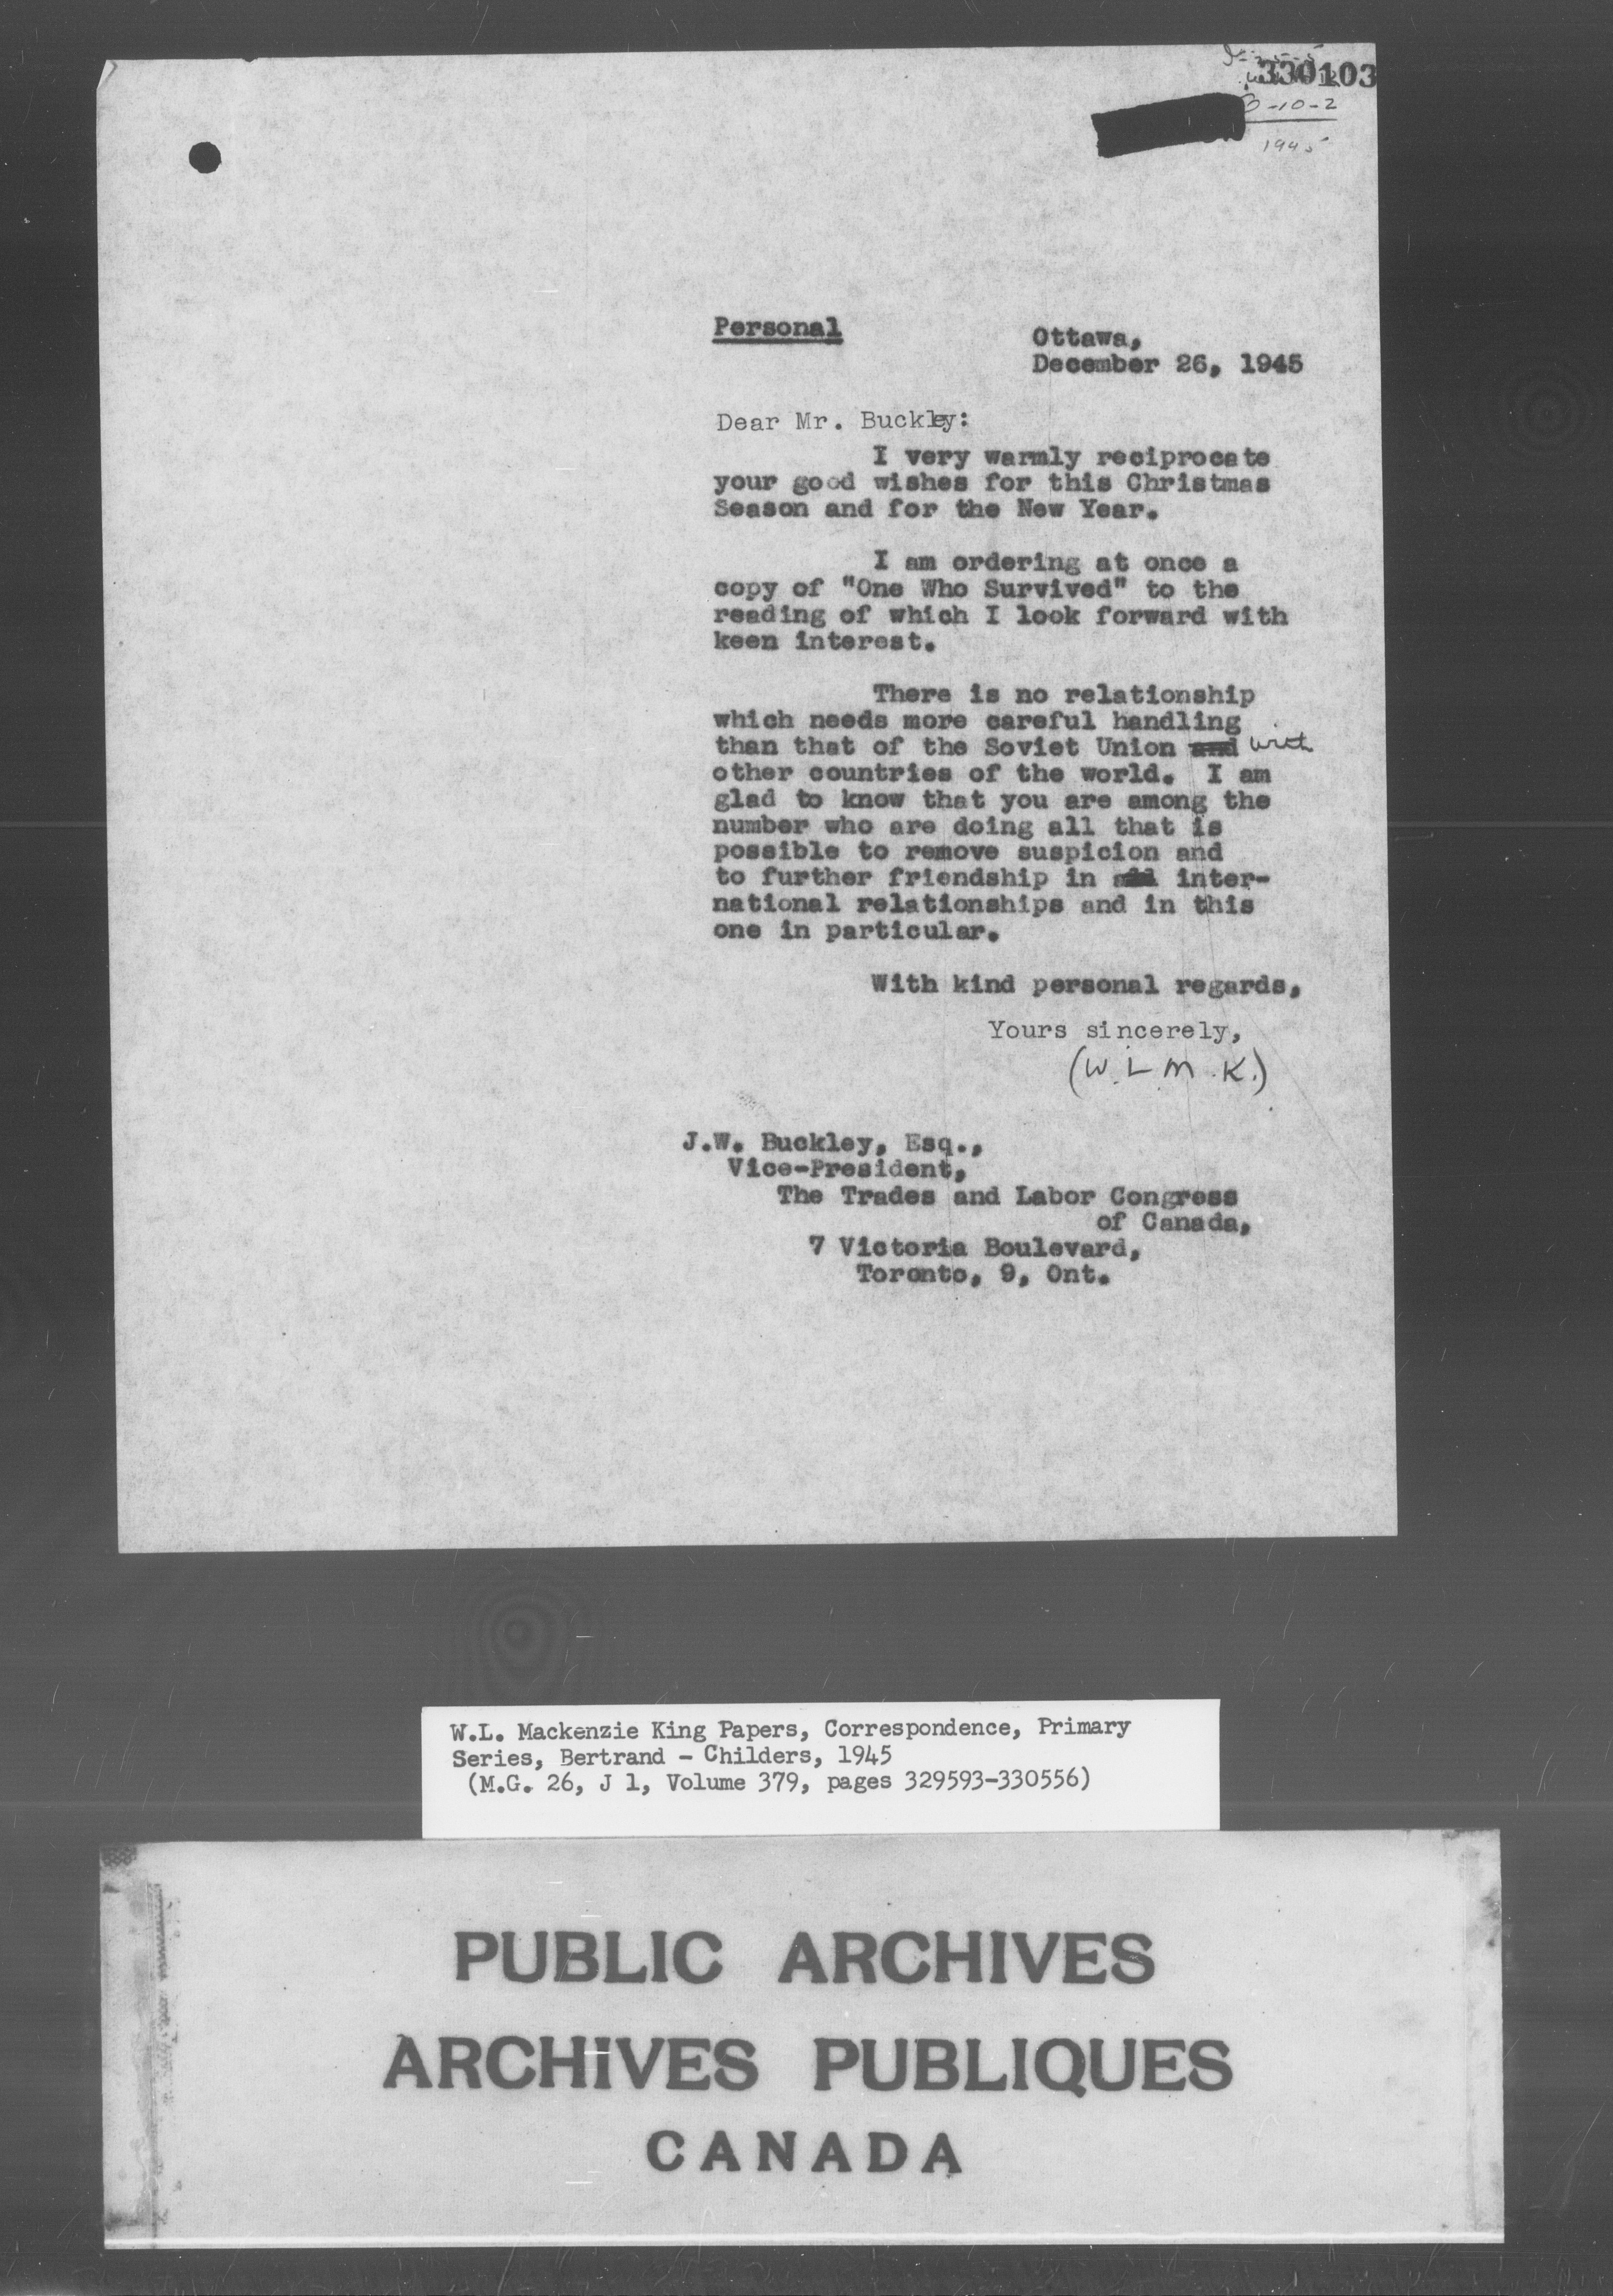 330103
-10-2
1945
Personal
Ottawa,
December 26, 1945
Dear Mr. Buckley:
I very warmly reciprocate
your good wishes for this Christmas
Season and for the New Year.
I am ordering at once a
copy of "One Who Survived" to the
reading of which I look forward with
keen interest.
There is no relationship
which needs more careful handling
than that of the Soviet Union and with
other countries of the world. I am
glad to know that you are among the
number who are doing all that is
possible to remove suspicion and
to further friendship in all inter-
national relationships and in this
one in particular.
With kind personal regards,
Yours sincerely,
(W.L.M.K.)
J.W. Buckley, Esq.,
Vice-President,
The Trades and Labor Congress
of Canada,
7 Victoria Boulevard,
Toronto, 9, Ont.
W.L. Mackenzie King Papers, Correspondence, Primary
Series, Bertrand - Childers, 1945
(M.G. 26, J 1, Volume 379, pages 329593-330556)
PUBLIC ARCHIVES
ARCHIVES PUBLIQUES
CANADA